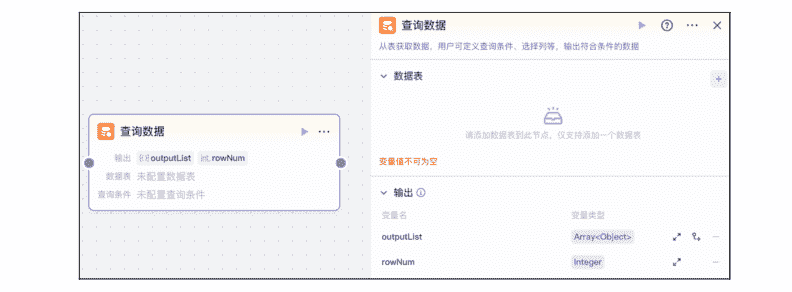 查询数据
输出 [{}] outputList int. rowNum
数据表 未配置数据表
查询条件 未配置查询条件
查询数据
从表获取数据，用户可定义查询条件、选择列等，输出符合条件的数据
数据表
请添加数据表到此节点，仅支持添加一个数据表
变量值不可为空
输出
变量名 变量类型
outputList Array<Object>
rowNum Integer